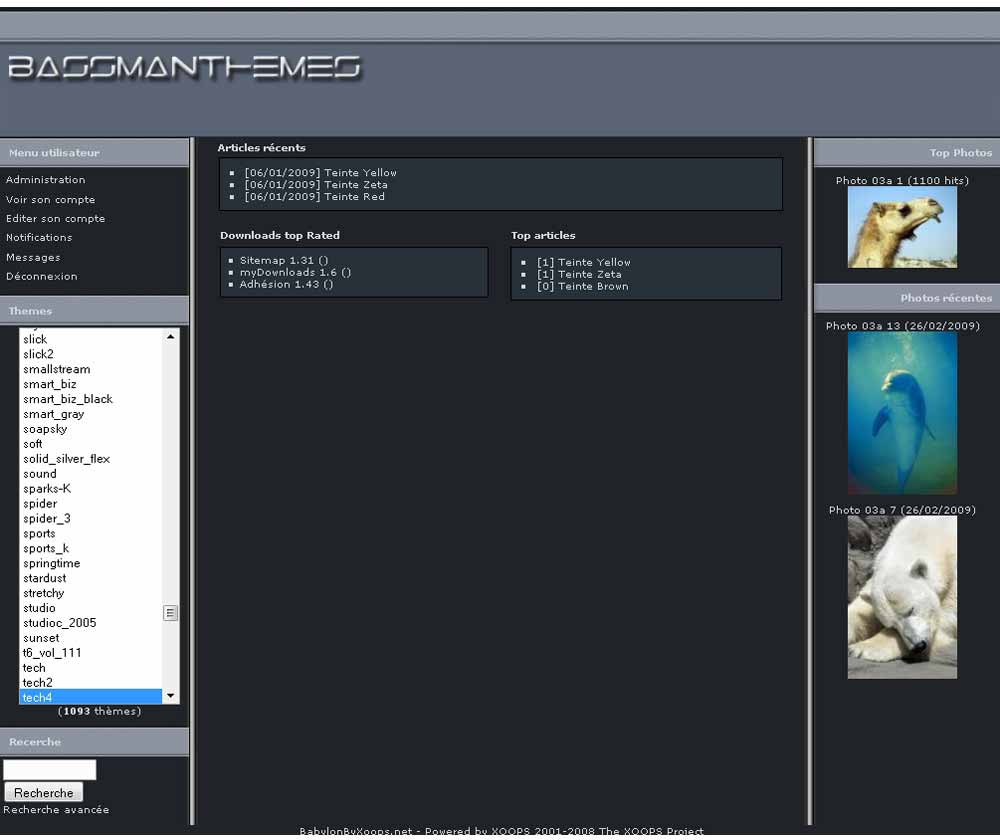 BASSMANTHEMES
Menu utilisateur
Administration
Voir son compte
Editer son compte
Notifications
Messages
Déconnexion
Themes
slick
slick2
smallstream
smart_biz
smart_biz_black
smart_gray
soapsky
soft
solid_silver_flex
sound
sparks-K
spider
spider_3
sports
sports_k
springtime
stardust
stretchy
studio
studioc_2005
sunset
t6_vol_111
tech
tech2
tech4
(1093 thèmes)
Recerche
Recherche
Recherche avancée
Articles récents
[06/01/2009] Teinte Yellow
[06/01/2009] Teinte Zeta
[06/01/2009] Teinte Red
Downloads top Rated
Sitemap 1.31 ()
myDownloads 1.6 ()
Adhésion 1.43 ()
Top articles
[1] Teinte Yellow
[1] Teinte Zeta
[0] Teinte Brown
Top Photos
Photo 03a 1 (1100 hits)
Photos récentes
Photo 03a 13 (26/02/2009)
Photo 03a 7 (26/02/2009)
BabylonByXoops.net - Powered by XOOPS 2001-2008 The XOOPS Project